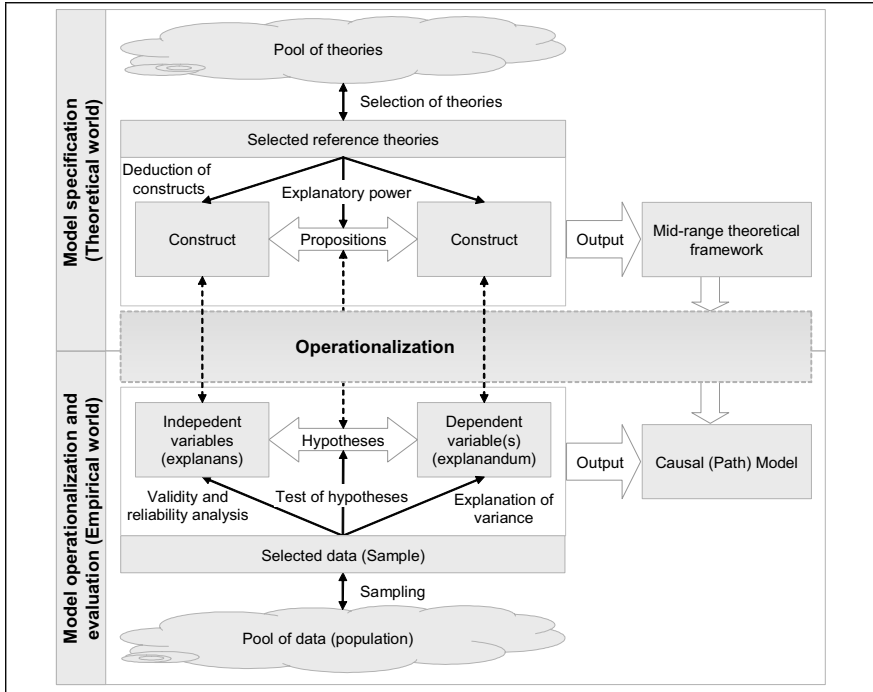 Model specification
(Theoretical world)
Pool of theories
Selection of theories
Selected reference theories
Deduction of
constructs
Explanatory power
Construct
Propositions
Construct
Output
Mid-range theoretical
framework
Operationalization
Model operationalization and
evaluation (Empirical world)
Indepedent
variables
(explanans)
Hypotheses
Dependent
variable(s)
(explanandum)
Output
Causal (Path) Model
Validity and
reliability analysis
Test of hypotheses
Explanation of
variance
Selected data (Sample)
Sampling
Pool of data (population)